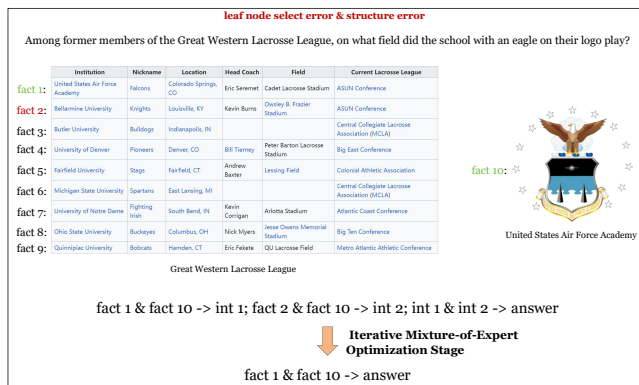 leaf node select error & structure error
Among former members of the Great Western Lacrosse League, on what field did the school with an eagle on their logo play?
Institution Nickname Location Head Coach Field Current Lacrosse League
fact 1: United States Air Force Academy Falcons Colorado Springs, CO Eric Seremet Cadet Lacrosse Stadium ASUN Conference
fact 2: Bellarmine University Knights Louisville, KY Kevin Burns Owsley B. Frazier Stadium ASUN Conference
fact 3: Butler University Bulldogs Indianapolis, IN Central Collegiate Lacrosse Association (MCLA)
fact 4: University of Denver Pioneers Denver, CO Bill Tierney Peter Barton Lacrosse Stadium Big East Conference
fact 5: Fairfield University Stags Fairfield, CT Andrew Baxter Lessing Field Colonial Athletic Association
fact 6: Michigan State University Spartans East Lansing, MI Central Collegiate Lacrosse Association (MCLA)
fact 7: University of Notre Dame Fighting Irish South Bend, IN Kevin Corrigan Arlotta Stadium Atlantic Coast Conference
fact 8: Ohio State University Buckeyes Columbus, OH Nick Myers Jesse Owens Memorial Stadium Big Ten Conference
fact 9: Quinnipiac University Bobcats Hamden, CT Eric Fekete QU Lacrosse Field Metro Atlantic Athletic Conference
Great Western Lacrosse League
fact 10:
United States Air Force Academy
fact 1 & fact 10 -> int 1; fact 2 & fact 10 -> int 2; int 1 & int 2 -> answer
Iterative Mixture-of-Expert
Optimization Stage
fact 1 & fact 10 -> answer